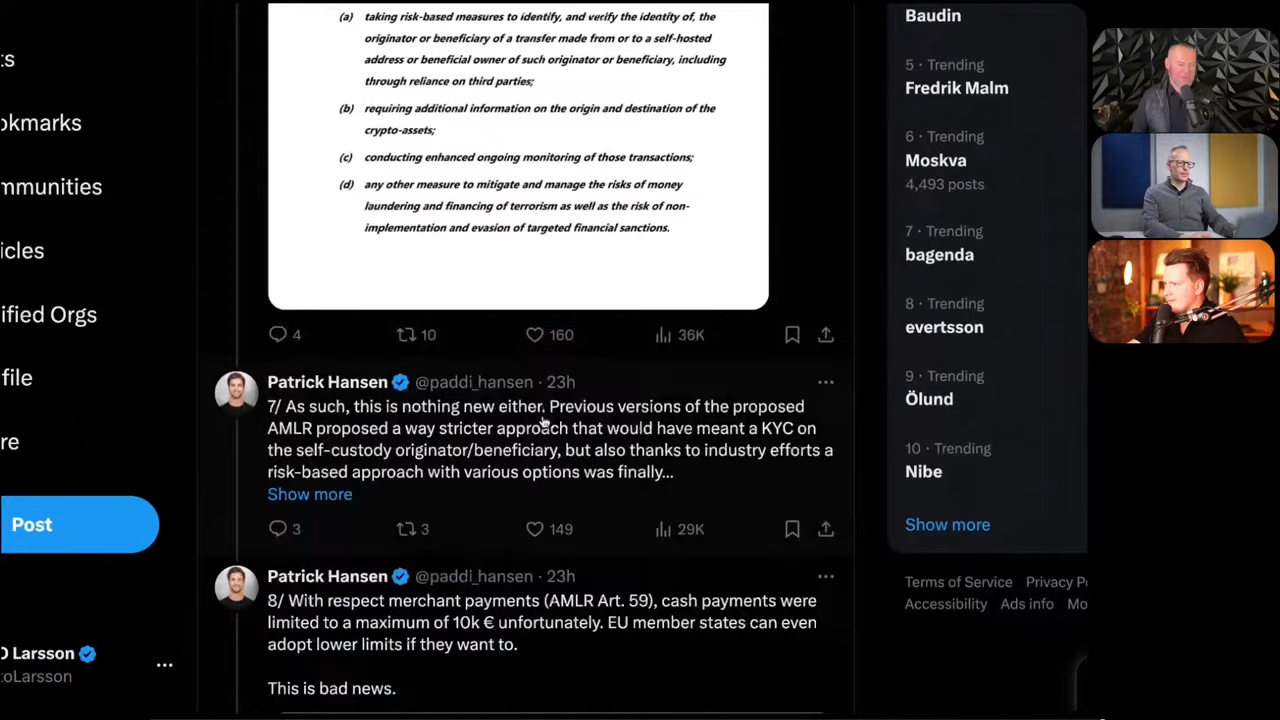 (a) taking risk-based measures to identify, and verify the identity of, the
originator or beneficiary of a transfer made from or to a self-hosted
address or beneficial owner of such originator or beneficiary, including
through reliance on third parties;
(b) requiring additional information on the origin and destination of the
crypto-assets;
(c) conducting enhanced ongoing monitoring of those transactions;
(d) any other measure to mitigate and manage the risks of money
laundering and financing of terrorism as well as the risk of non-
implementation and evasion of targeted financial sanctions.
4 10 160 36K
Patrick Hansen @paddi_hansen · 23h
7/ As such, this is nothing new either. Previous versions of the proposed
AMLR proposed a way stricter approach that would have meant a KYC on
the self-custody originator/beneficiary, but also thanks to industry efforts a
risk-based approach with various options was finally...
Show more
3 3 149 29K
Patrick Hansen @paddi_hansen · 23h
8/ With respect merchant payments (AMLR Art. 59), cash payments were
limited to a maximum of 10k € unfortunately. EU member states can even
adopt lower limits if they want to.
This is bad news.
ts
okmarks
mmunities
icles
ified Orgs
file
re
Post
D Larsson
oLarsson
Baudin
5 · Trending
Fredrik Malm
6 · Trending
Moskva
4,493 posts
7 · Trending
bagenda
8 · Trending
evertsson
9 · Trending
Ölund
10 · Trending
Nibe
Show more
Terms of Service Privacy Po
Accessibility Ads info Mo